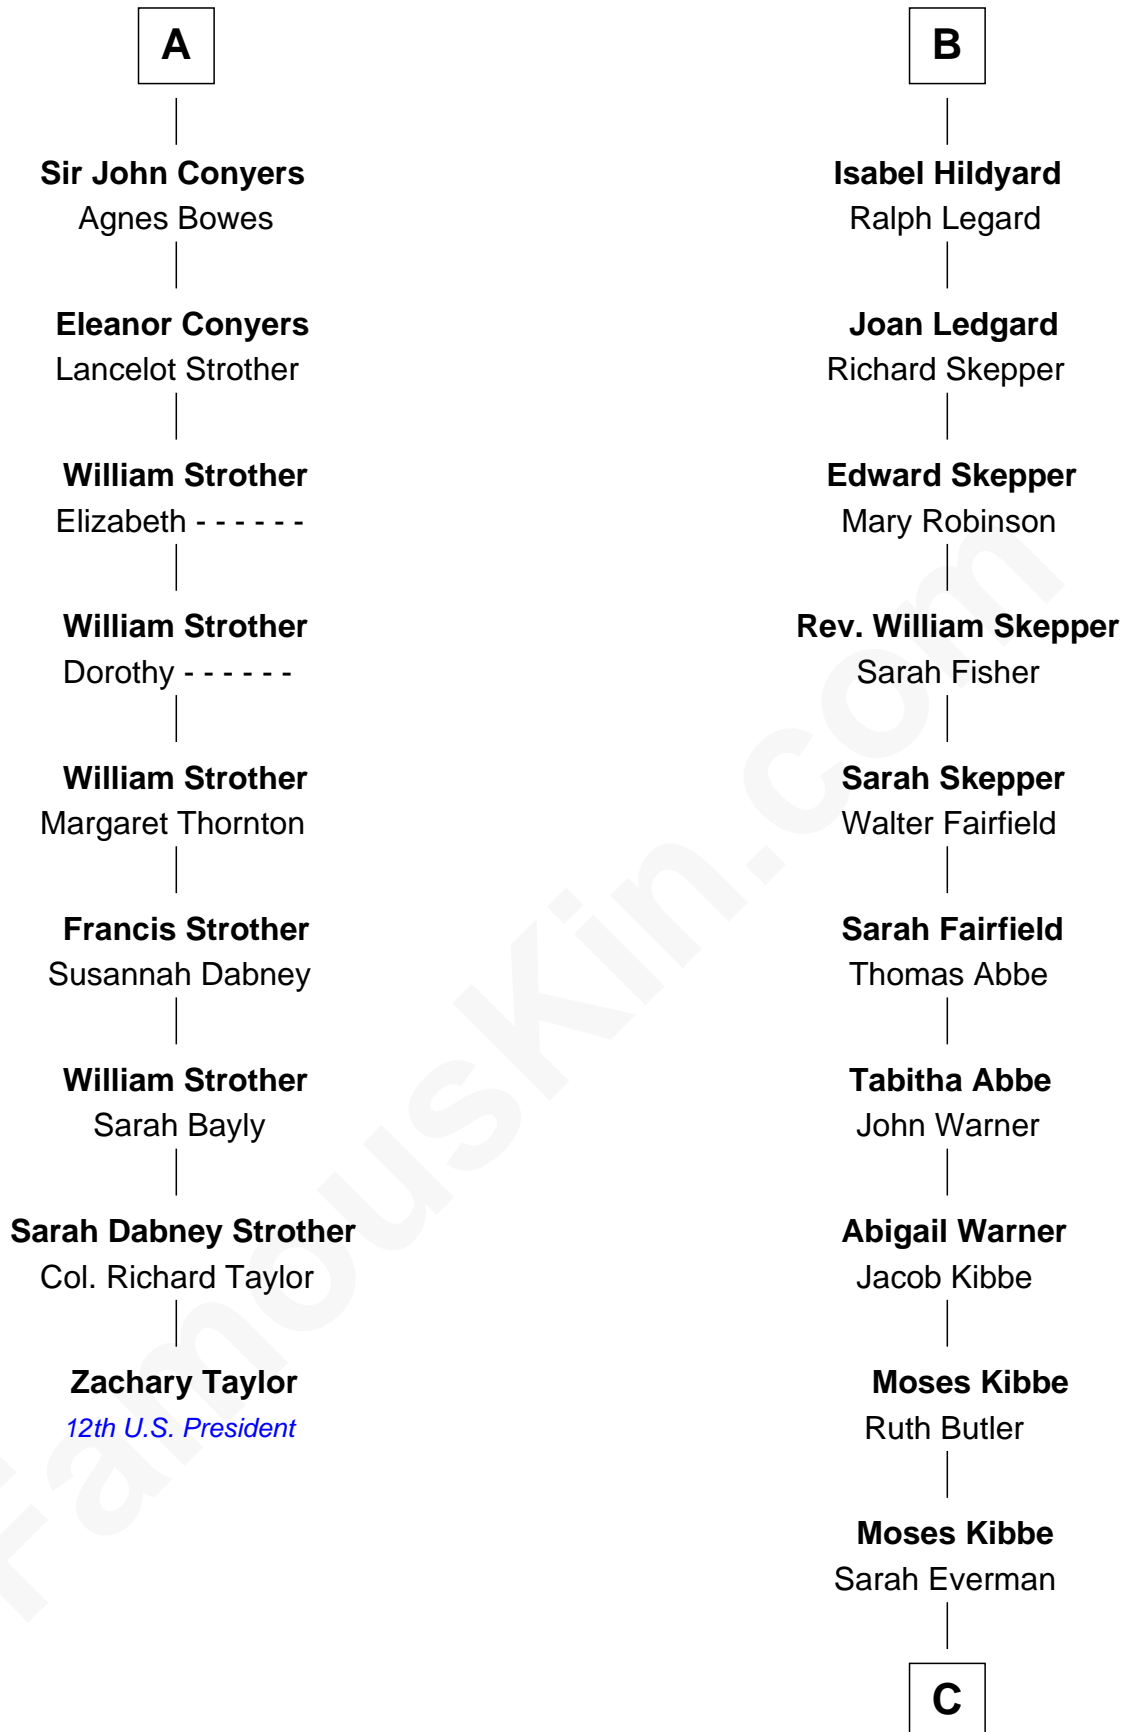 A
Sir John Conyers
Agnes Bowes
Eleanor Conyers
Lancelot Strother
William Strother
Elizabeth - - - - - -
William Strother
Dorothy - - - - - -
William Strother
Margaret Thornton
Francis Strother
Susannah Dabney
William Strother
Sarah Bayly
Sarah Dabney Strother
Col. Richard Taylor
Zachary Taylor
12th U.S. President
B
Isabel Hildyard
Ralph Legard
Joan Ledgard
Richard Skepper
Edward Skepper
Mary Robinson
Rev. William Skepper
Sarah Fisher
Sarah Skepper
Walter Fairfield
Sarah Fairfield
Thomas Abbe
Tabitha Abbe
John Warner
Abigail Warner
Jacob Kibbe
Moses Kibbe
Ruth Butler
Moses Kibbe
Sarah Everman
C
FamousKin.com